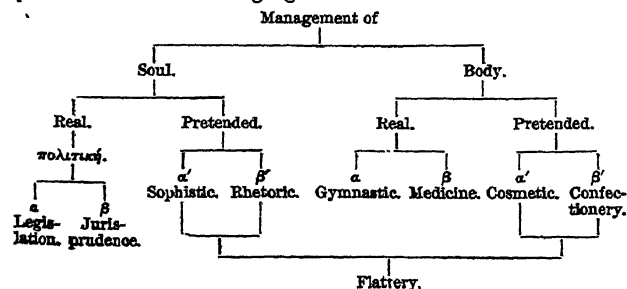 Management of
Soul. Body.
Real. Pretended. Real. Pretended.
πολιτική.
α β α′ β′ α β α′ β′
Legis- Juris- Sophistic. Rhetoric. Gymnastic. Medicine. Cosmetic. Confec-
lation. prudence. tionery.
Flattery.